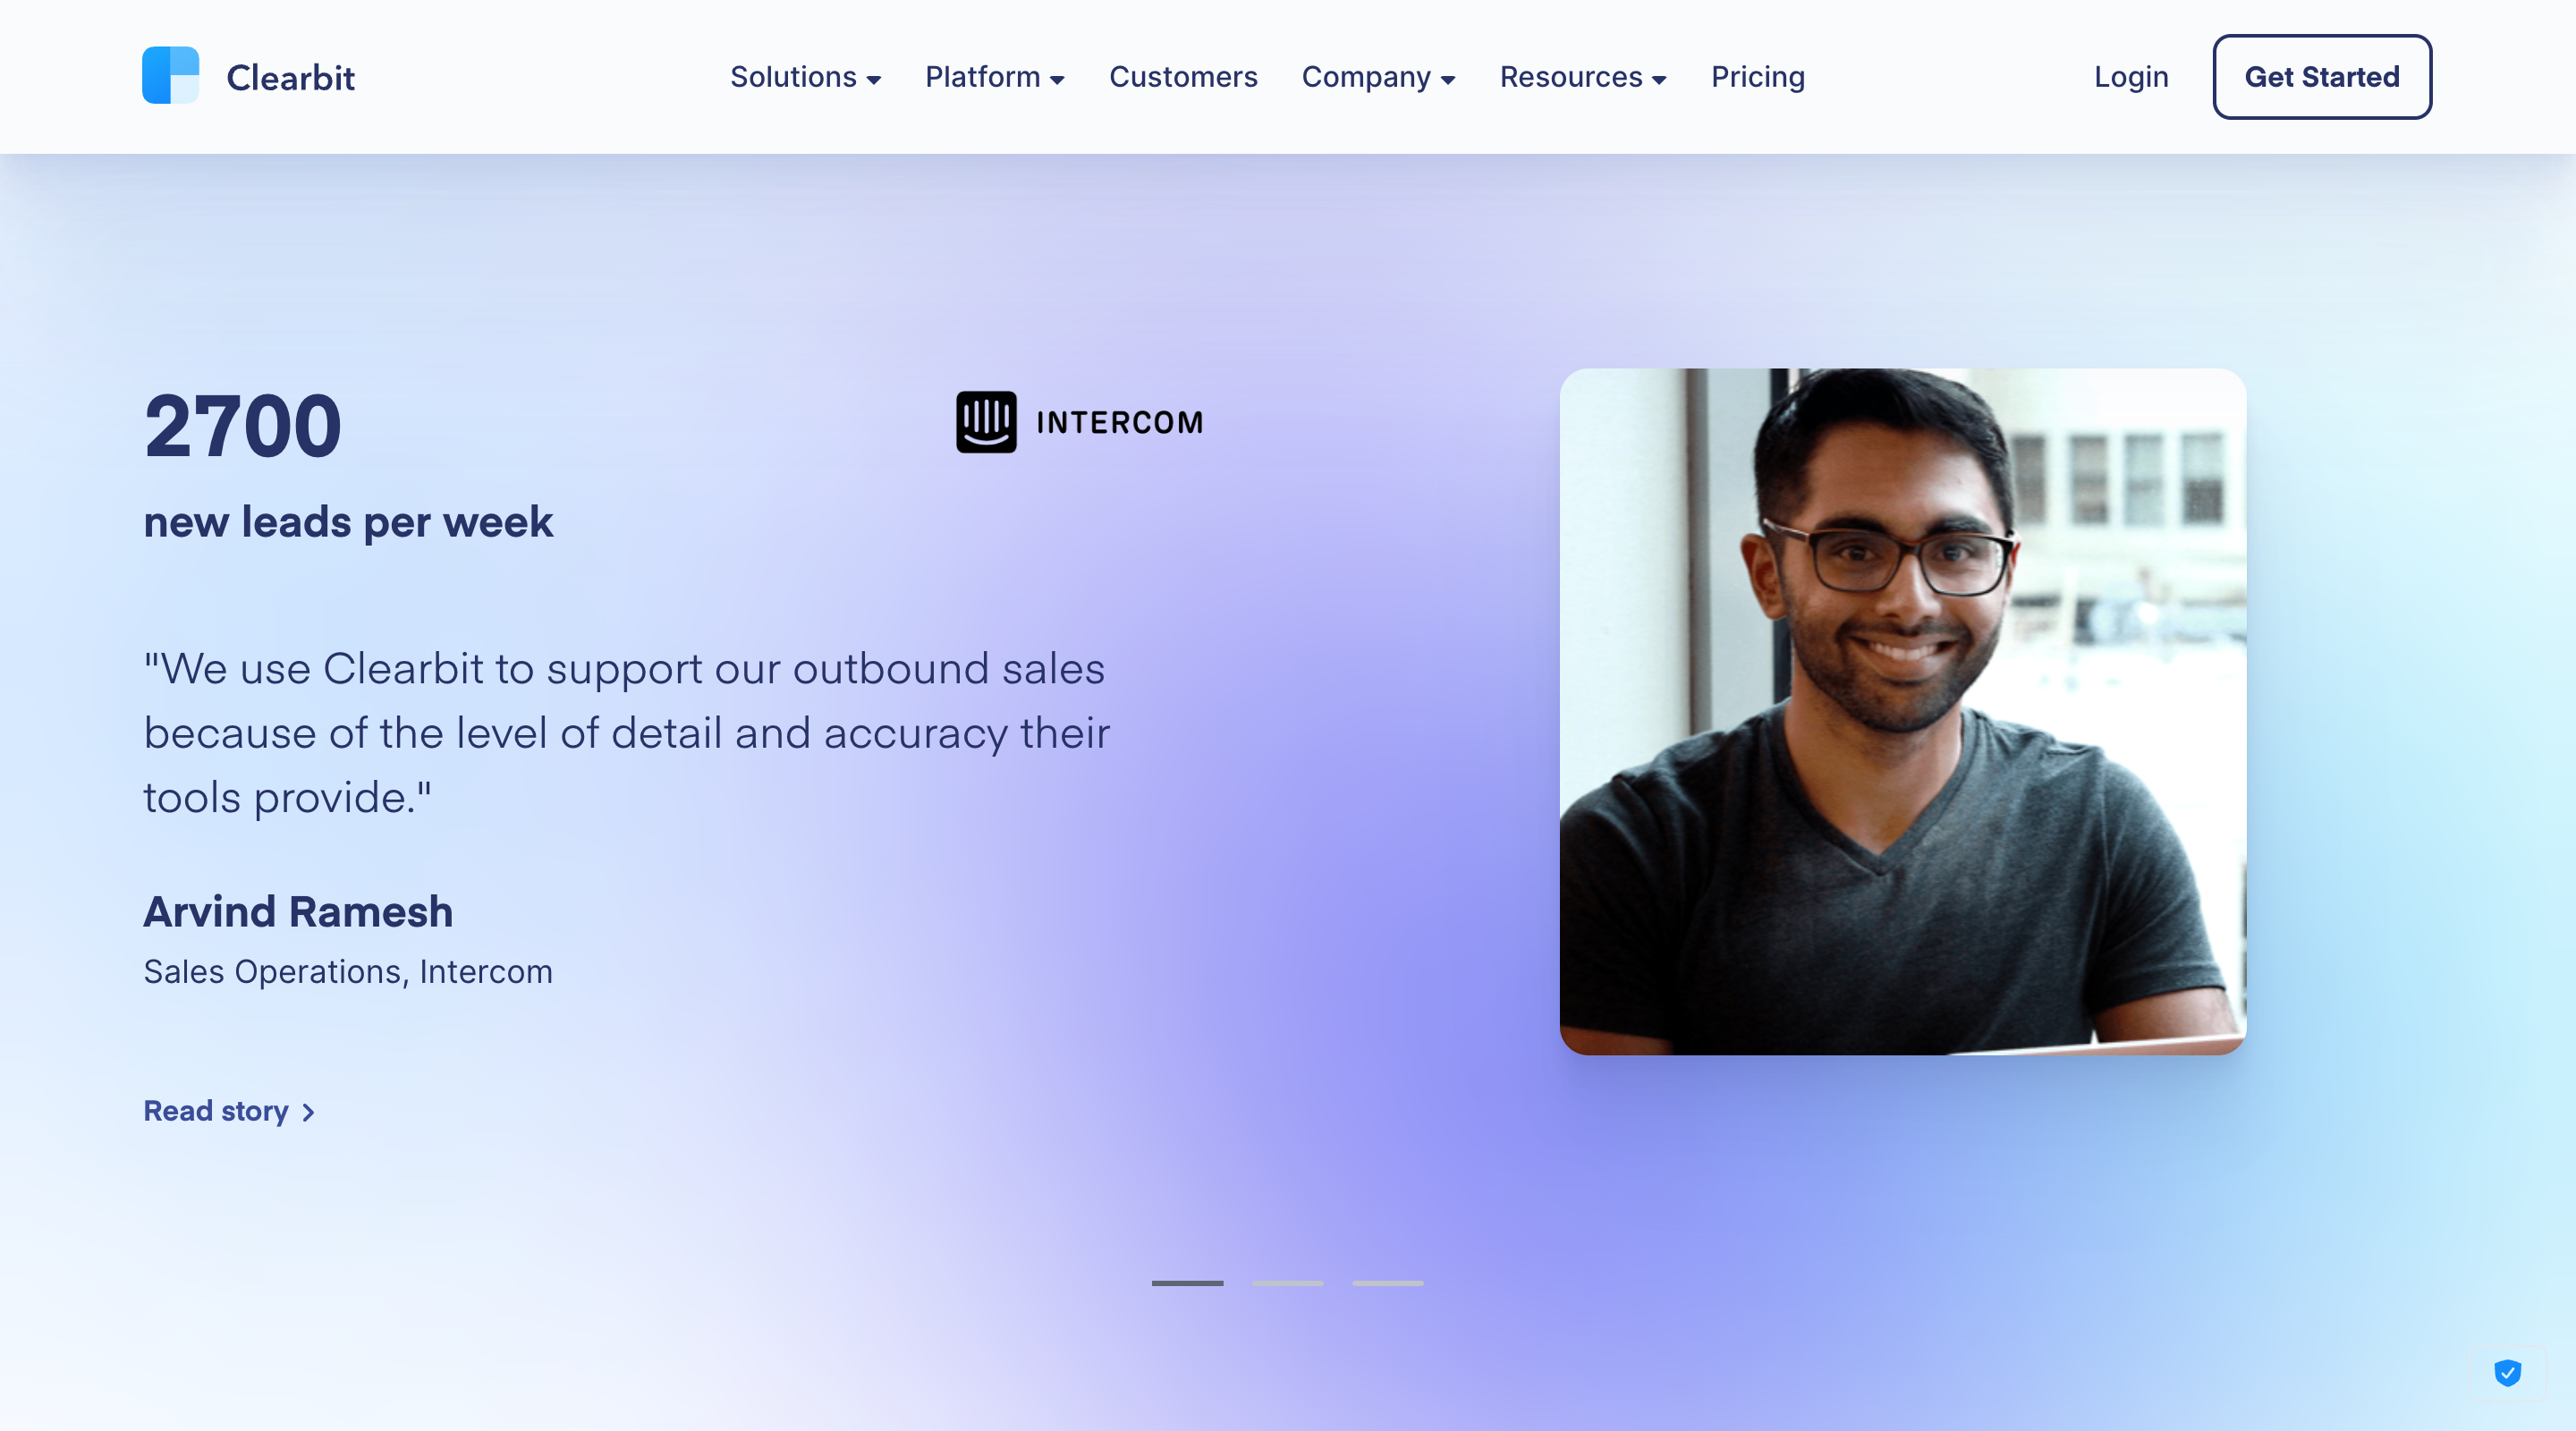 Clearbit
Solutions
Platform
Customers
Company
Resources
Pricing
Login
Get Started
2700
new leads per week
INTERCOM
"We use Clearbit to support our outbound sales
because of the level of detail and accuracy their
tools provide."
Arvind Ramesh
Sales Operations, Intercom
Read story